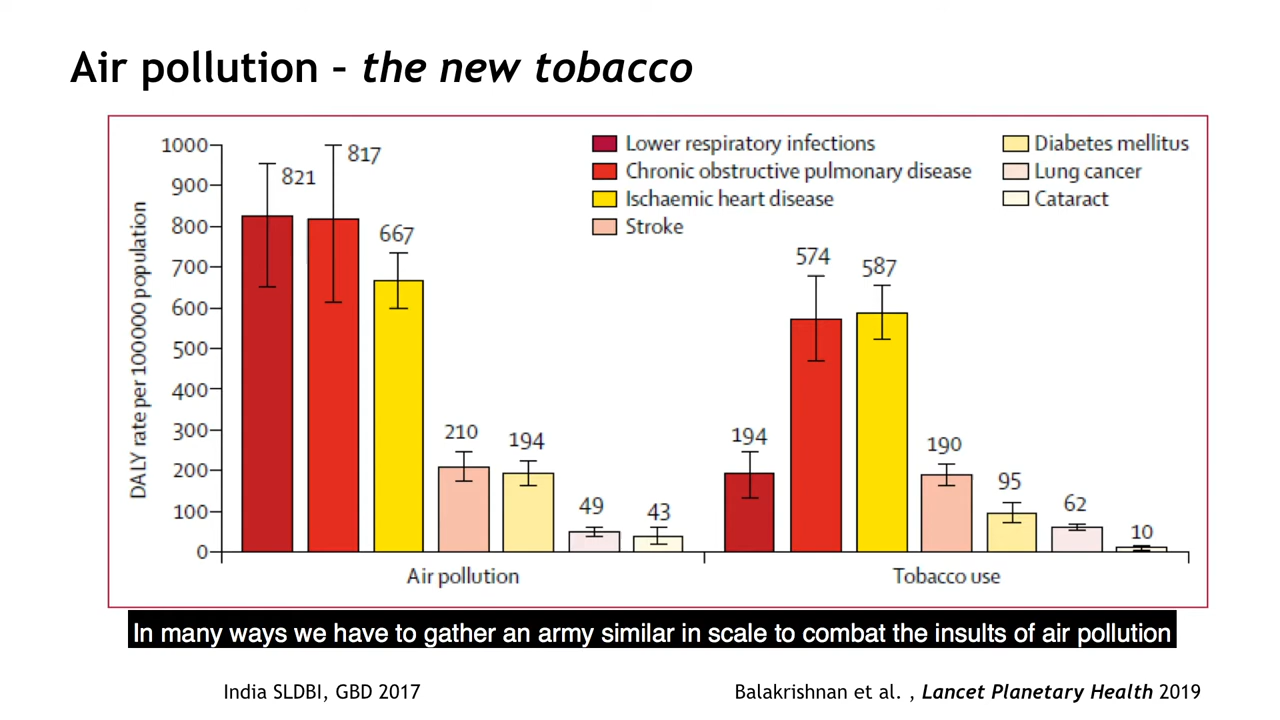 Air pollution – the new tobacco
DALY rate per 100 000 population
1000
900
800
700
600
500
400
300
200
100
0
821
817
667
210
194
49
43
194
574
587
190
95
62
10
Lower respiratory infections
Chronic obstructive pulmonary disease
Ischaemic heart disease
Stroke
Diabetes mellitus
Lung cancer
Cataract
Air pollution
Tobacco use
In many ways we have to gather an army similar in scale to combat the insults of air pollution
India SLDBI, GBD 2017
Balakrishnan et al. , Lancet Planetary Health 2019